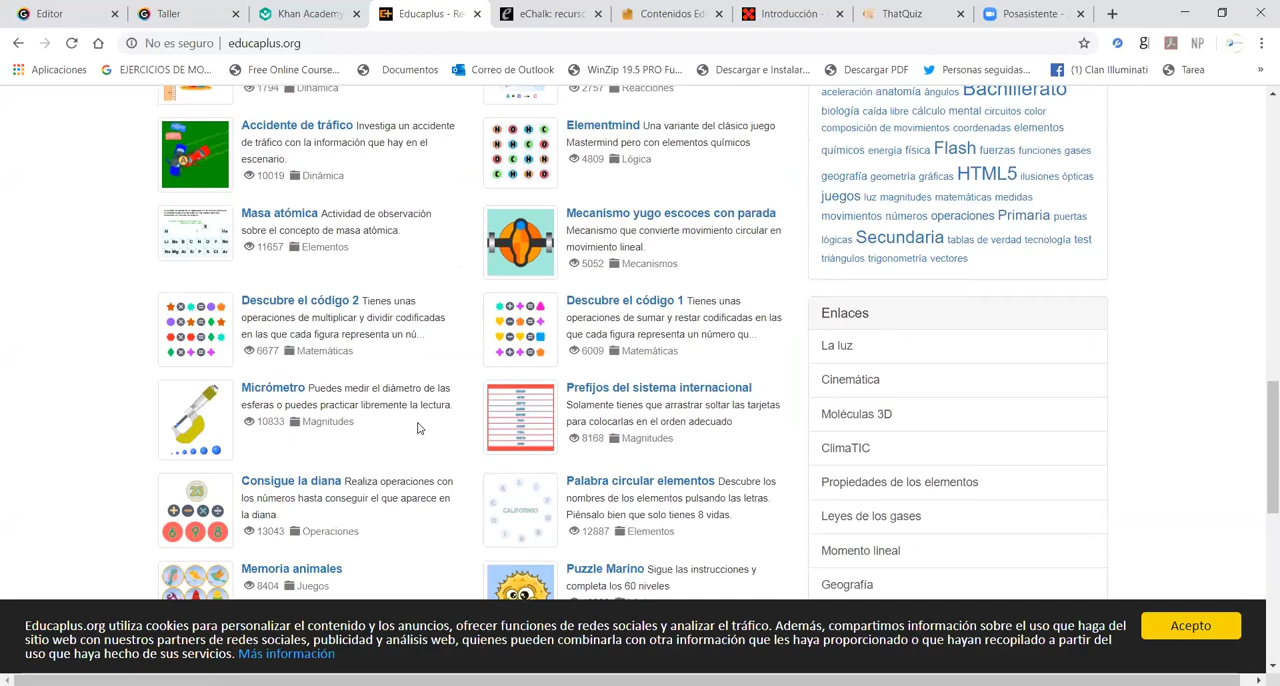 Editor
Taller
Khan Academy
Educaplus - Re
eChalk: recurso
Contenidos Ed
Introducción -
ThatQuiz
Posasistente -
No es seguro | educaplus.org
Aplicaciones
EJERCICIOS DE MO...
Free Online Course...
Documentos
Correo de Outlook
WinZip 19.5 PRO Fu...
Descargar e Instalar...
Descargar PDF
Personas seguidas...
(1) Clan Illuminati
Tarea
»
1794 Dinámica
2757 Reacciones
Accidente de tráfico Investiga un accidente
de tráfico con la información que hay en el
escenario.
10019 Dinámica
Elementmind Una variante del clásico juego
Mastermind pero con elementos químicos
4809 Lógica
Masa atómica Actividad de observación
sobre el concepto de masa atómica.
11657 Elementos
Mecanismo yugo escoces con parada
Mecanismo que convierte movimiento circular en
movimiento lineal.
5052 Mecanismos
Descubre el código 2 Tienes unas
operaciones de multiplicar y dividir codificadas
en las que cada figura representa un nú...
6677 Matemáticas
Descubre el código 1 Tienes unas
operaciones de sumar y restar codificadas en
las que cada figura representa un número qu...
6009 Matemáticas
Micrómetro Puedes medir el diámetro de las
esferas o puedes practicar libremente la lectura.
10833 Magnitudes
Prefijos del sistema internacional
Solamente tienes que arrastrar soltar las tarjetas
para colocarlas en el orden adecuado
8168 Magnitudes
Consigue la diana Realiza operaciones con
los números hasta conseguir el que aparece en
la diana.
13043 Operaciones
Palabra circular elementos Descubre los
nombres de los elementos pulsando las letras.
Piénsalo bien que solo tienes 8 vidas.
12887 Elementos
CALIFORNIO
23
6 9 8
Memoria animales
8404 Juegos
Puzzle Marino Sigue las instrucciones y
completa los 60 niveles
aceleración anatomía ángulos Bachillerato
biología caída libre cálculo mental circuitos color
composición de movimientos coordenadas elementos
químicos energía física Flash fuerzas funciones gases
geografía geometría gráficas HTML5 ilusiones ópticas
juegos luz magnitudes matemáticas medidas
movimientos números operaciones Primaria puertas
lógicas Secundaria tablas de verdad tecnología test
triángulos trigonometría vectores
Enlaces
La luz
Cinemática
Moléculas 3D
ClimaTIC
Propiedades de los elementos
Leyes de los gases
Momento lineal
Geografía
Educaplus.org utiliza cookies para personalizar el contenido y los anuncios, ofrecer funciones de redes sociales y analizar el tráfico. Además, compartimos información sobre el uso que haga del
sitio web con nuestros partners de redes sociales, publicidad y análisis web, quienes pueden combinarla con otra información que les haya proporcionado o que hayan recopilado a partir del
uso que haya hecho de sus servicios. Más información
Acepto